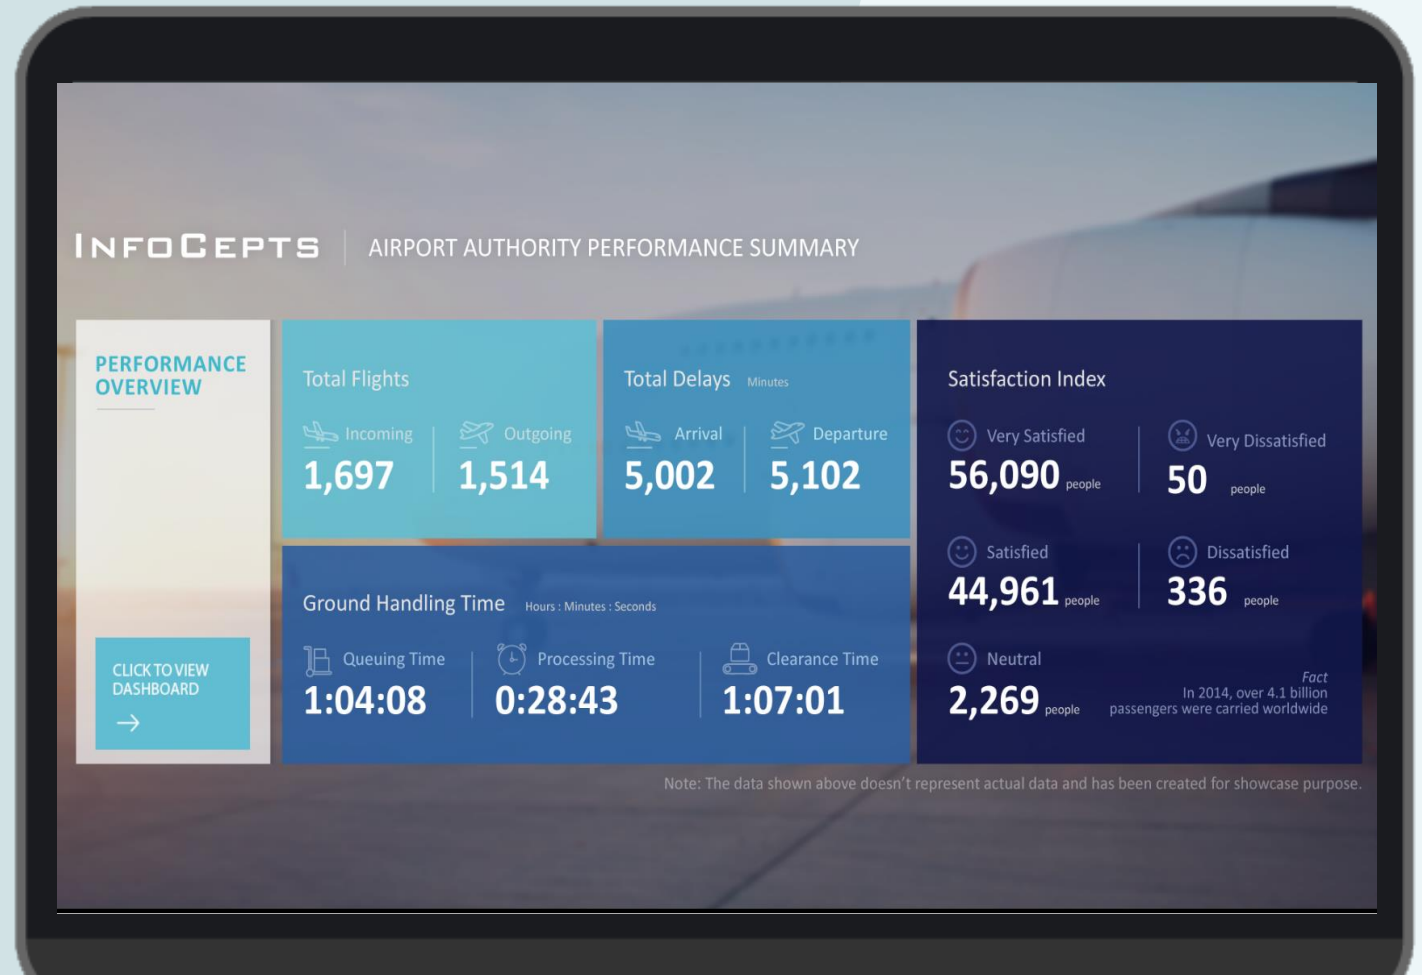 INFOCEPTS
AIRPORT AUTHORITY PERFORMANCE SUMMARY
PERFORMANCE
OVERVIEW
CLICK TO VIEW
DASHBOARD
Total Flights
Incoming
1,697
Outgoing
1,514
Total Delays Minutes
Arrival
5,002
Departure
5,102
Ground Handling Time Hours : Minutes : Seconds
Queuing Time
1:04:08
Processing Time
0:28:43
Clearance Time
1:07:01
Satisfaction Index
Very Satisfied
56,090 people
Very Dissatisfied
50 people
Satisfied
44,961 people
Dissatisfied
336 people
Neutral
2,269 people
Fact
In 2014, over 4.1 billion
passengers were carried worldwide
Note: The data shown above doesn't represent actual data and has been created for showcase purpose.